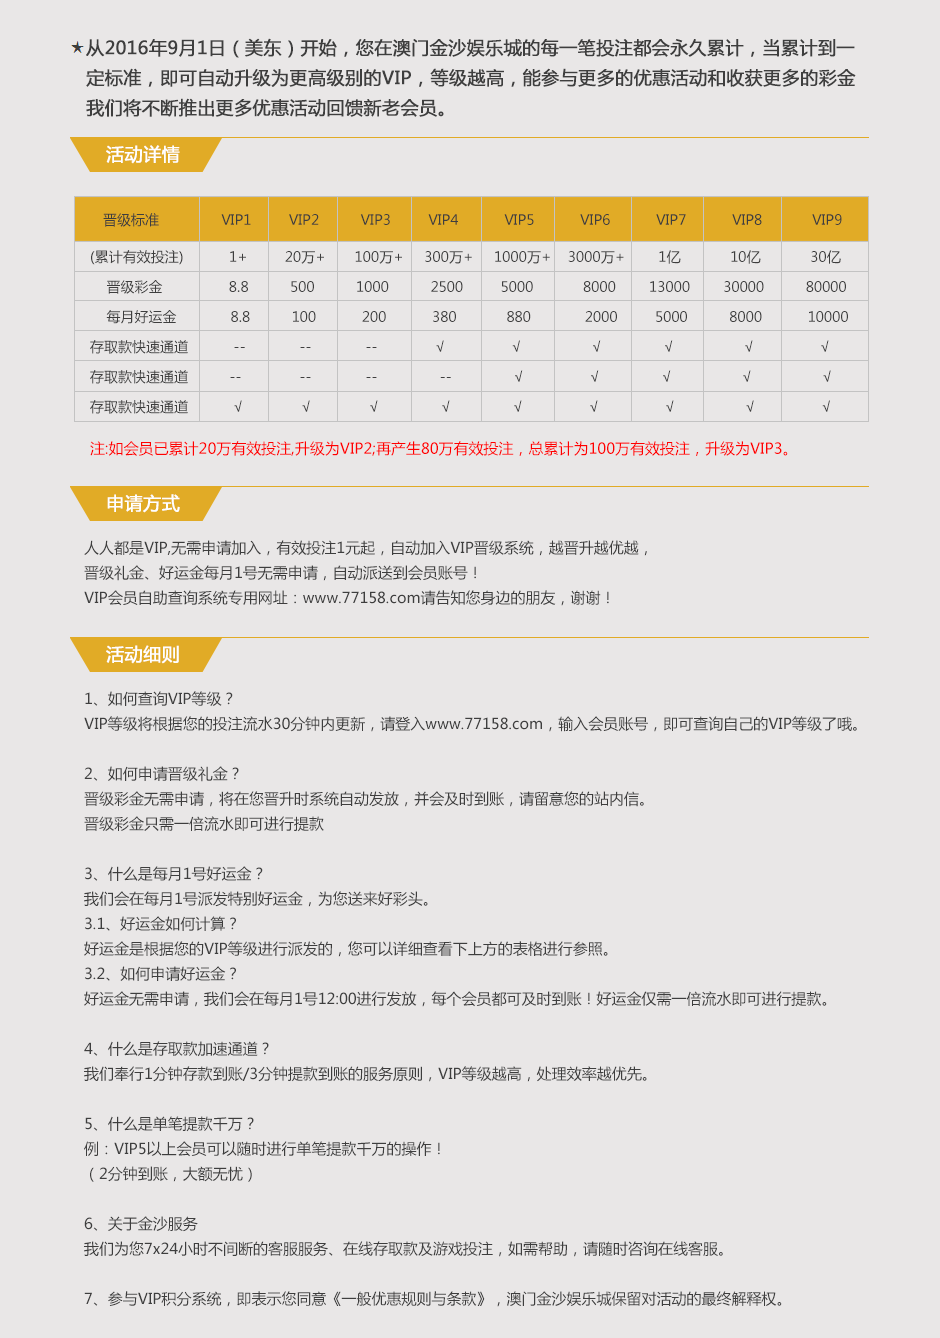 ★从2016年9月1日（美东）开始，您在澳门金沙娱乐城的每一笔投注都会永久累计，当累计到一
定标准，即可自动升级为更高级别的VIP，等级越高，能参与更多的优惠活动和收获更多的彩金
我们将不断推出更多优惠活动回馈新老会员。
活动详情
晋级标准 VIP1 VIP2 VIP3 VIP4 VIP5 VIP6 VIP7 VIP8 VIP9
(累计有效投注) 1+ 20万+ 100万+ 300万+ 1000万+ 3000万+ 1亿 10亿 30亿
晋级彩金 8.8 500 1000 2500 5000 8000 13000 30000 80000
每月好运金 8.8 100 200 380 880 2000 5000 8000 10000
存取款快速通道 -- -- -- √ √ √ √ √ √
存取款快速通道 -- -- -- -- √ √ √ √ √
存取款快速通道 √ √ √ √ √ √ √ √ √
注:如会员已累计20万有效投注,升级为VIP2;再产生80万有效投注，总累计为100万有效投注，升级为VIP3。
申请方式
人人都是VIP,无需申请加入，有效投注1元起，自动加入VIP晋级系统，越晋升越优越，
晋级礼金、好运金每月1号无需申请，自动派送到会员账号！
VIP会员自助查询系统专用网址：www.77158.com请告知您身边的朋友，谢谢！
活动细则
1、如何查询VIP等级？
VIP等级将根据您的投注流水30分钟内更新，请登入www.77158.com，输入会员账号，即可查询自己的VIP等级了哦。
2、如何申请晋级礼金？
晋级彩金无需申请，将在您晋升时系统自动发放，并会及时到账，请留意您的站内信。
晋级彩金只需一倍流水即可进行提款
3、什么是每月1号好运金？
我们会在每月1号派发特别好运金，为您送来好彩头。
3.1、好运金如何计算？
好运金是根据您的VIP等级进行派发的，您可以详细查看下上方的表格进行参照。
3.2、如何申请好运金？
好运金无需申请，我们会在每月1号12:00进行发放，每个会员都可及时到账！好运金仅需一倍流水即可进行提款。
4、什么是存取款加速通道？
我们奉行1分钟存款到账/3分钟提款到账的服务原则，VIP等级越高，处理效率越优先。
5、什么是单笔提款千万？
例：VIP5以上会员可以随时进行单笔提款千万的操作！
（2分钟到账，大额无忧）
6、关于金沙服务
我们为您7x24小时不间断的客服服务、在线存取款及游戏投注，如需帮助，请随时咨询在线客服。
7、参与VIP积分系统，即表示您同意《一般优惠规则与条款》，澳门金沙娱乐城保留对活动的最终解释权。